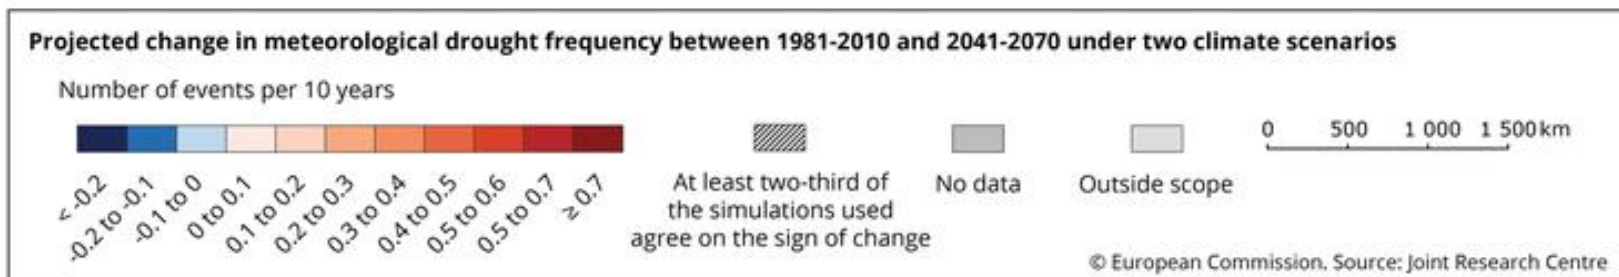 Projected change in meteorological drought frequency between 1981-2010 and 2041-2070 under two climate scenarios
Number of events per 10 years
< -0.2
-0.2 to -0.1
-0.1 to 0
0 to 0.1
0.1 to 0.2
0.2 to 0.3
0.3 to 0.4
0.4 to 0.5
0.5 to 0.6
0.5 to 0.7
≥ 0.7
At least two-third of
the simulations used
agree on the sign of change
No data
Outside scope
0 500 1 000 1 500 km
© European Commission. Source: Joint Research Centre